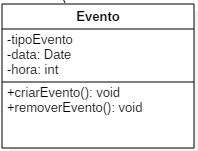 Evento
-tipoEvento
-data: Date
-hora: int
+criarEvento(): void
+removerEvento(): void